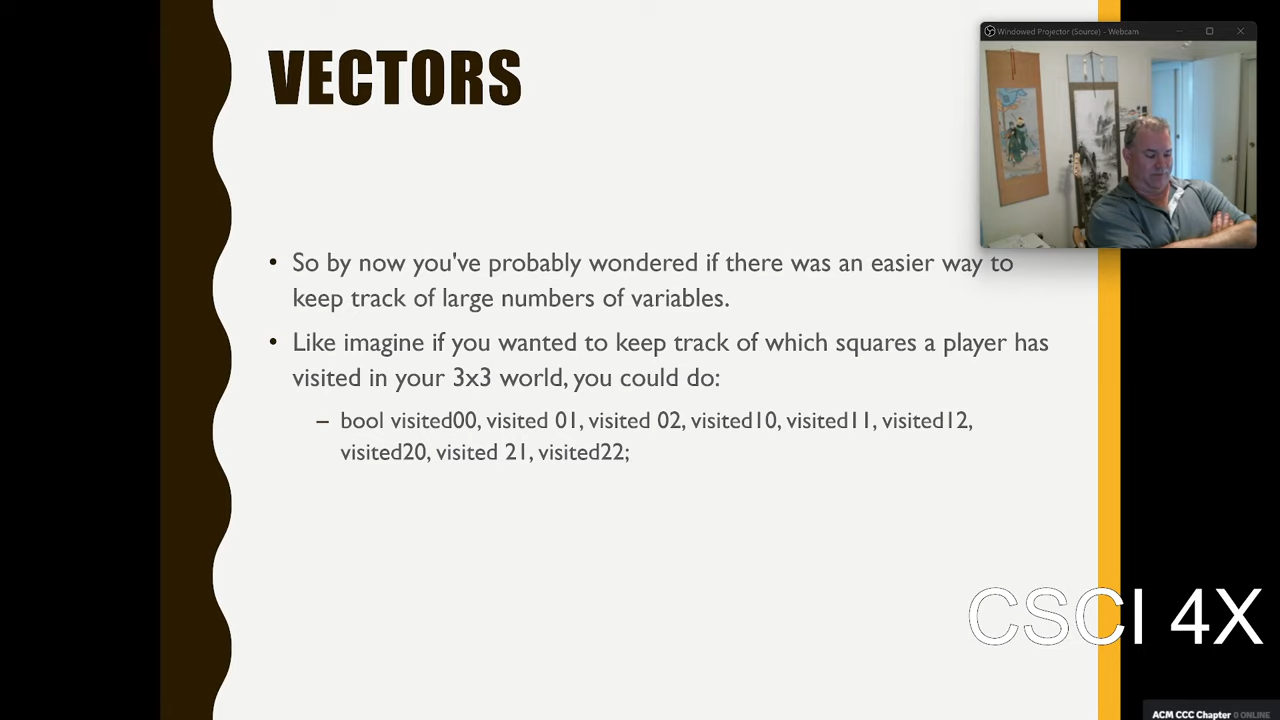 VECTORS
Windowed Projector (Source) - Webcam
• So by now you've probably wondered if there was an easier way to
keep track of large numbers of variables.
• Like imagine if you wanted to keep track of which squares a player has
visited in your 3x3 world, you could do:
– bool visited00, visited 01, visited 02, visited10, visited11, visited12,
visited20, visited 21, visited22;
CSCI 4X
ACM CCC Chapter 0 ONLINE